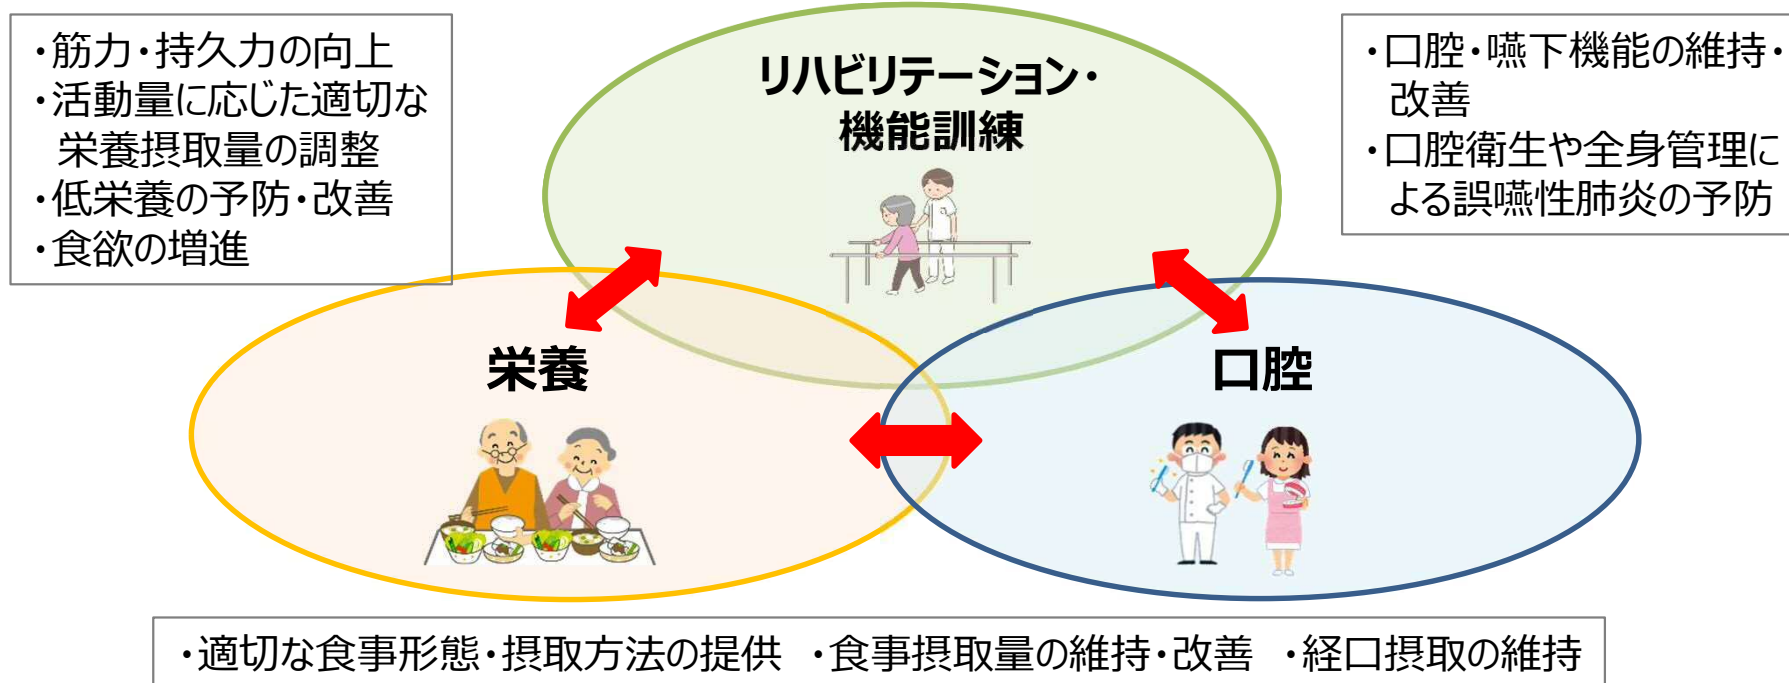 ・筋力・持久力の向上
・活動量に応じた適切な
栄養摂取量の調整
・低栄養の予防・改善
・食欲の増進
リハビリテーション・
機能訓練
・口腔・嚥下機能の維持・
改善
・口腔衛生や全身管理に
よる誤嚥性肺炎の予防
栄養
口腔
・適切な食事形態・摂取方法の提供 ・食事摂取量の維持・改善 ・経口摂取の維持